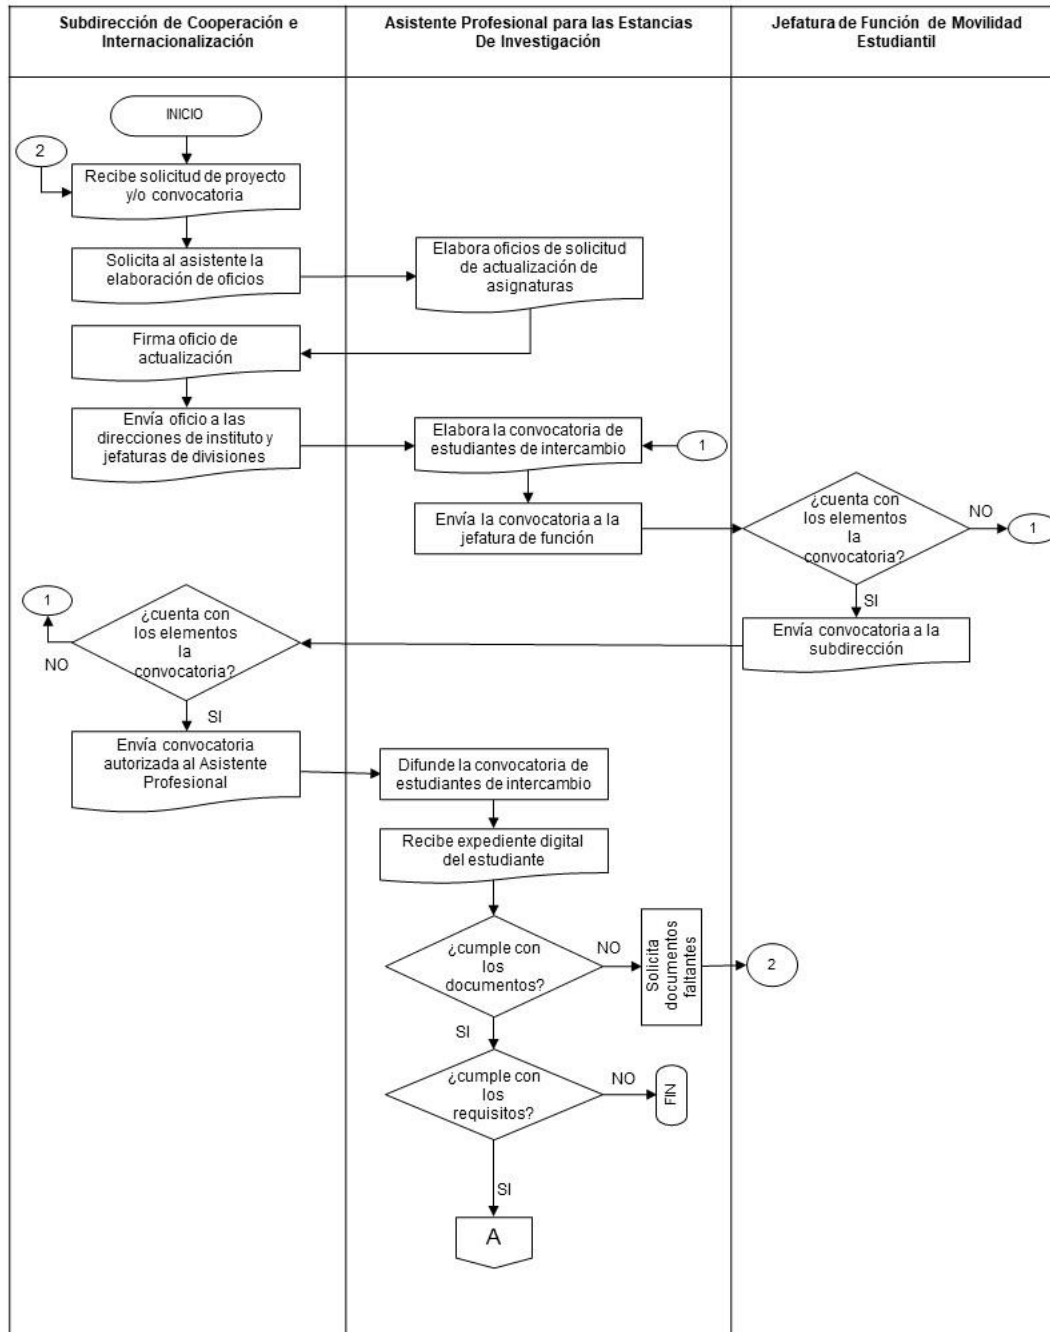 Subdirección de Cooperación e
Internacionalización
Asistente Profesional para las Estancias
De Investigación
Jefatura de Función de Movilidad
Estudiantil
INICIO
2
Recibe solicitud de proyecto
y/o convocatoria
Solicita al asistente la
elaboración de oficios
Elabora oficios de solicitud
de actualización de
asignaturas
Firma oficio de
actualización
Envía oficio a las
direcciones de instituto y
jefaturas de divisiones
Elabora la convocatoria de
estudiantes de intercambio
1
Envía la convocatoria a la
jefatura de función
¿cuenta con
los elementos
la
convocatoria?
NO
1
SI
Envía convocatoria a la
subdirección
1
¿cuenta con
los elementos
la
convocatoria?
NO
SI
Envía convocatoria
autorizada al Asistente
Profesional
Difunde la convocatoria de
estudiantes de intercambio
Recibe expediente digital
del estudiante
¿cumple con
los
documentos?
NO
Solicita
documentos
faltantes
2
SI
¿cumple con
los
requisitos?
NO
FIN
SI
A